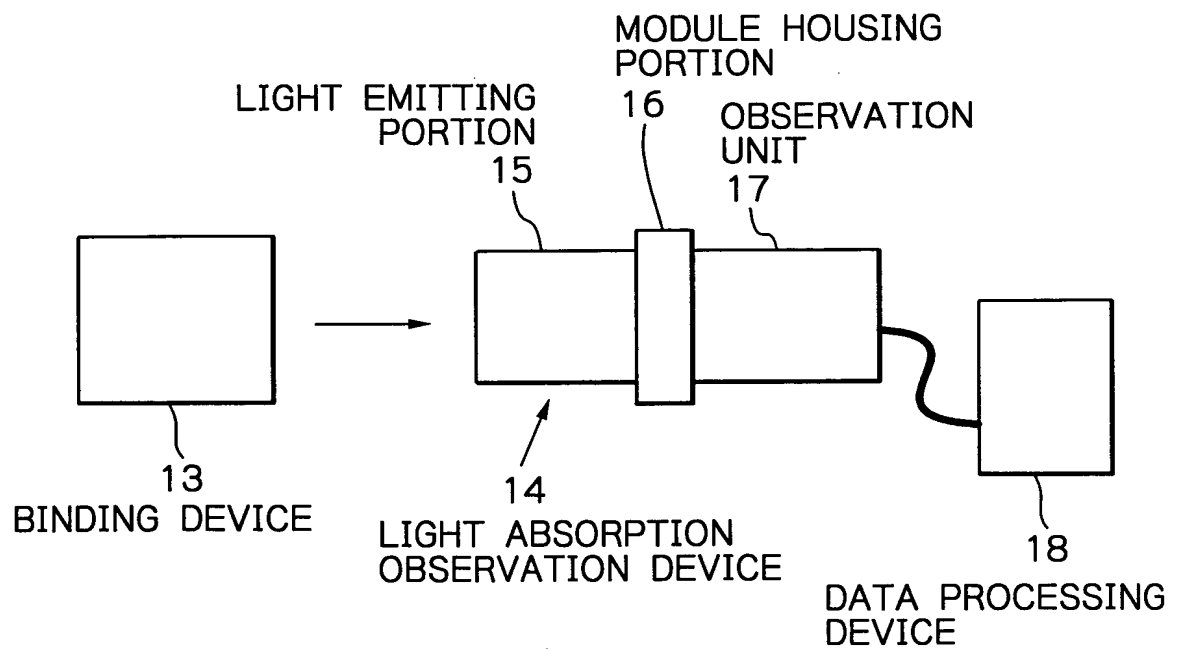 MODULE HOUSING
PORTION
16
LIGHT EMITTING
PORTION
15
OBSERVATION
UNIT
17
13
BINDING DEVICE
14
LIGHT ABSORPTION
OBSERVATION DEVICE
18
DATA PROCESSING
DEVICE